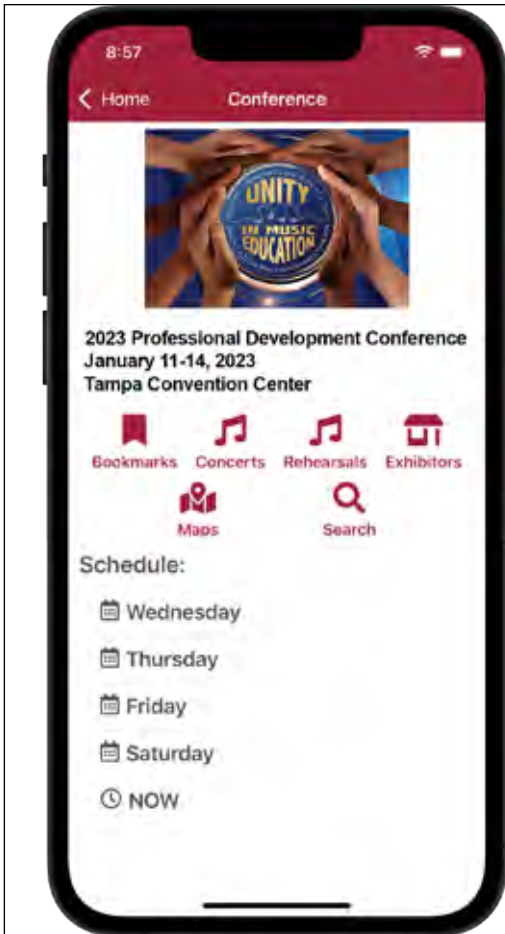 8:57
Home Conference
UNITY
IN MUSIC
EDUCATION
2023 Professional Development Conference
January 11-14, 2023
Tampa Convention Center
Bookmarks Concerts Rehearsals Exhibitors
Maps Search
Schedule:
Wednesday
Thursday
Friday
Saturday
NOW